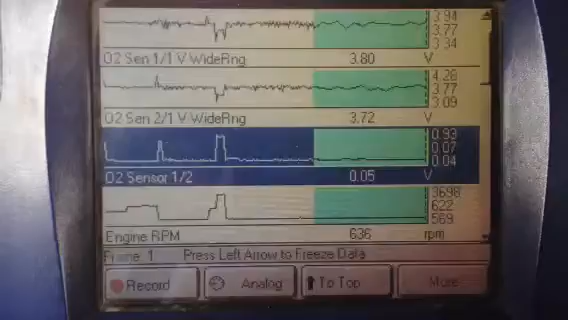 3.94
3.77
3.34
O2 Sen 1/1 V WideRng 3.80 V
4.28
3.77
3.09
O2 Sen 2/1 V WideRng 3.72 V
0.93
0.07
0.04
O2 Sensor 1/2 0.05 V
3698
622
569
Engine RPM 636 rpm
Frame: 1 Press Left Arrow to Freeze Data
Record Analog To Top More